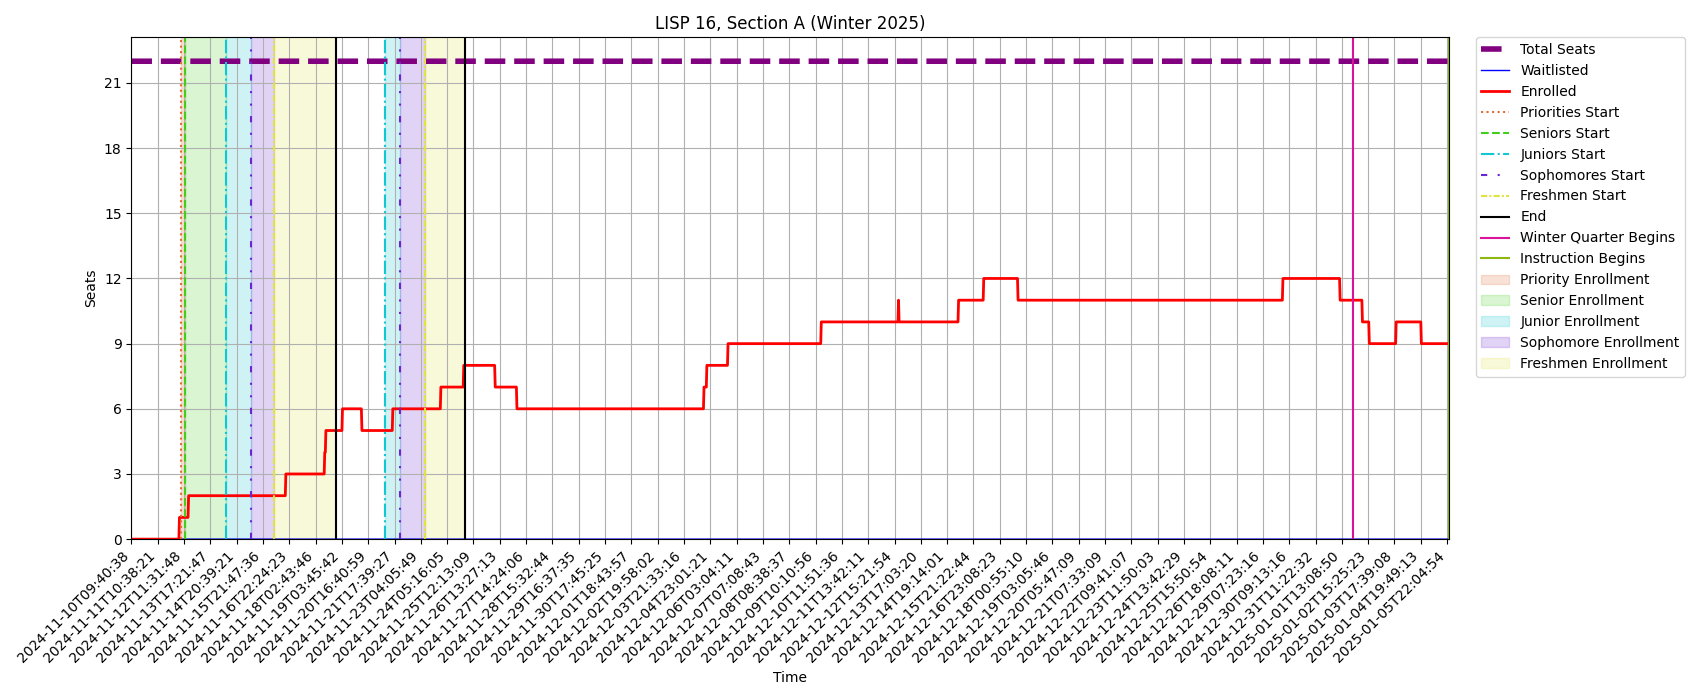 LISP 16, Section A (Winter 2025)
Seats
21
18
15
12
9
6
3
0
2024-11-10T09:40:38
2024-11-11T10:38:21
2024-11-12T11:31:48
2024-11-13T17:21:47
2024-11-14T20:39:21
2024-11-15T21:47:36
2024-11-16T22:24:23
2024-11-18T02:43:46
2024-11-19T03:45:42
2024-11-20T16:40:59
2024-11-21T17:39:27
2024-11-23T04:05:49
2024-11-24T05:16:05
2024-11-25T12:13:09
2024-11-26T13:27:13
2024-11-27T14:24:06
2024-11-28T15:32:44
2024-11-29T16:37:35
2024-11-30T17:45:25
2024-12-01T18:43:57
2024-12-02T19:58:02
2024-12-03T21:33:16
2024-12-04T23:01:21
2024-12-06T03:04:11
2024-12-07T07:08:43
2024-12-08T08:38:37
2024-12-09T10:10:56
2024-12-10T11:51:36
2024-12-11T13:42:11
2024-12-12T15:21:54
2024-12-13T17:03:20
2024-12-14T19:14:01
2024-12-15T21:22:44
2024-12-16T23:08:23
2024-12-18T00:55:10
2024-12-19T03:05:46
2024-12-20T05:47:09
2024-12-21T07:33:09
2024-12-22T09:41:07
2024-12-23T11:50:03
2024-12-24T13:42:29
2024-12-25T15:50:54
2024-12-26T18:08:11
2024-12-29T07:23:16
2024-12-30T09:13:16
2024-12-31T11:22:32
2025-01-01T13:08:50
2025-01-02T15:25:23
2025-01-03T17:39:08
2025-01-04T19:49:13
2025-01-05T22:04:54
Time
Total Seats
Waitlisted
Enrolled
Priorities Start
Seniors Start
Juniors Start
Sophomores Start
Freshmen Start
End
Winter Quarter Begins
Instruction Begins
Priority Enrollment
Senior Enrollment
Junior Enrollment
Sophomore Enrollment
Freshmen Enrollment